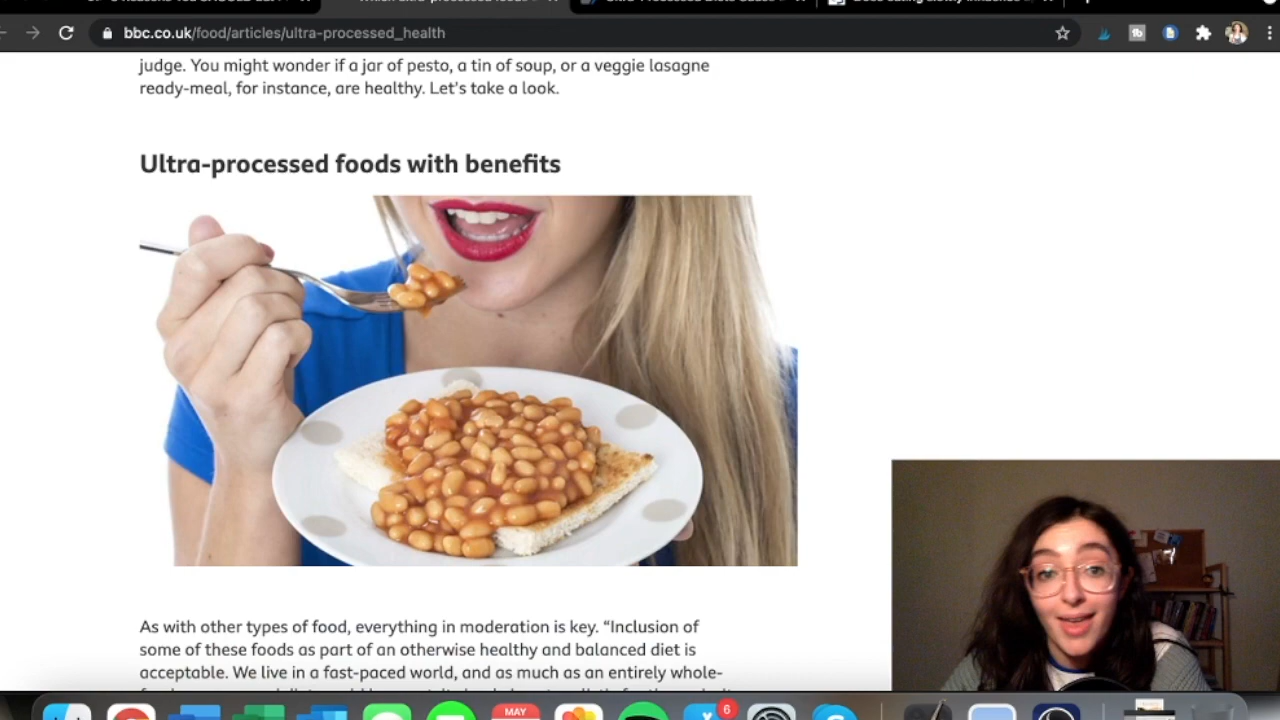 bbc.co.uk/food/articles/ultra-processed_health
judge. You might wonder if a jar of pesto, a tin of soup, or a veggie lasagne
ready-meal, for instance, are healthy. Let's take a look.
Ultra-processed foods with benefits
As with other types of food, everything in moderation is key. “Inclusion of
some of these foods as part of an otherwise healthy and balanced diet is
acceptable. We live in a fast-paced world, and as much as an entirely whole-
MAY
6